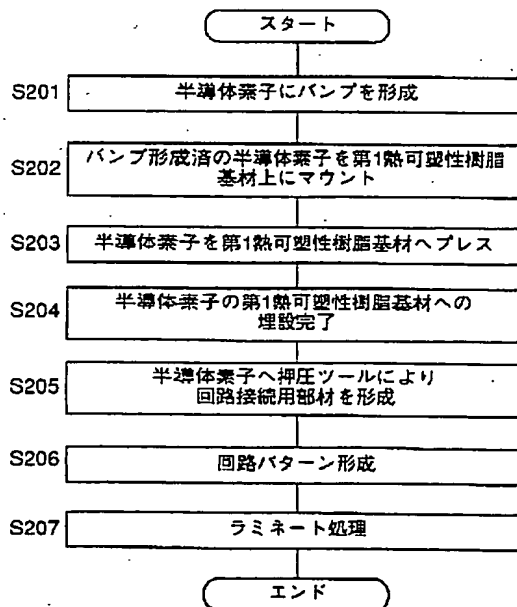 スタート
S201 半導体素子にバンプを形成
S202 バンプ形成済の半導体素子を第1熱可塑性樹脂
基材上にマウント
S203 半導体素子を第1熱可塑性樹脂基材へプレス
S204 半導体素子の第1熱可塑性樹脂基材への
埋設完了
S205 半導体素子へ押圧ツールにより
回路接続用部材を形成
S206 回路パターン形成
S207 ラミネート処理
エンド